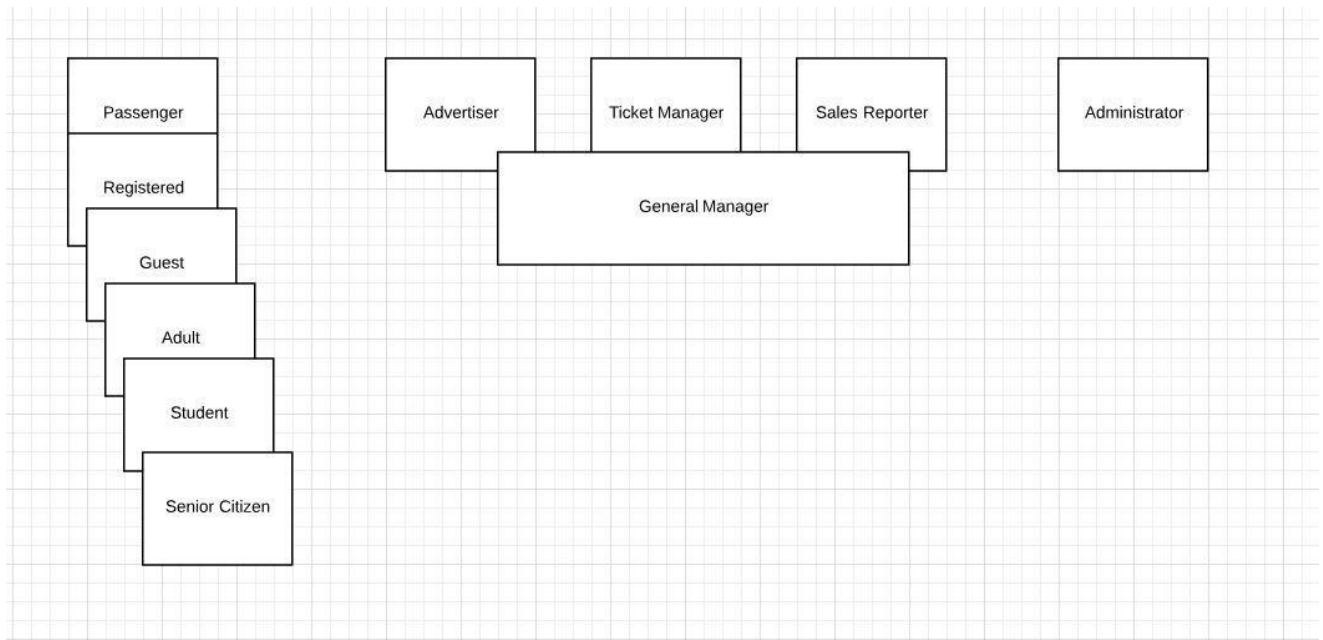 Passenger
Advertiser
Ticket Manager
Sales Reporter
Administrator
Registered
General Manager
Guest
Adult
Student
Senior Citizen